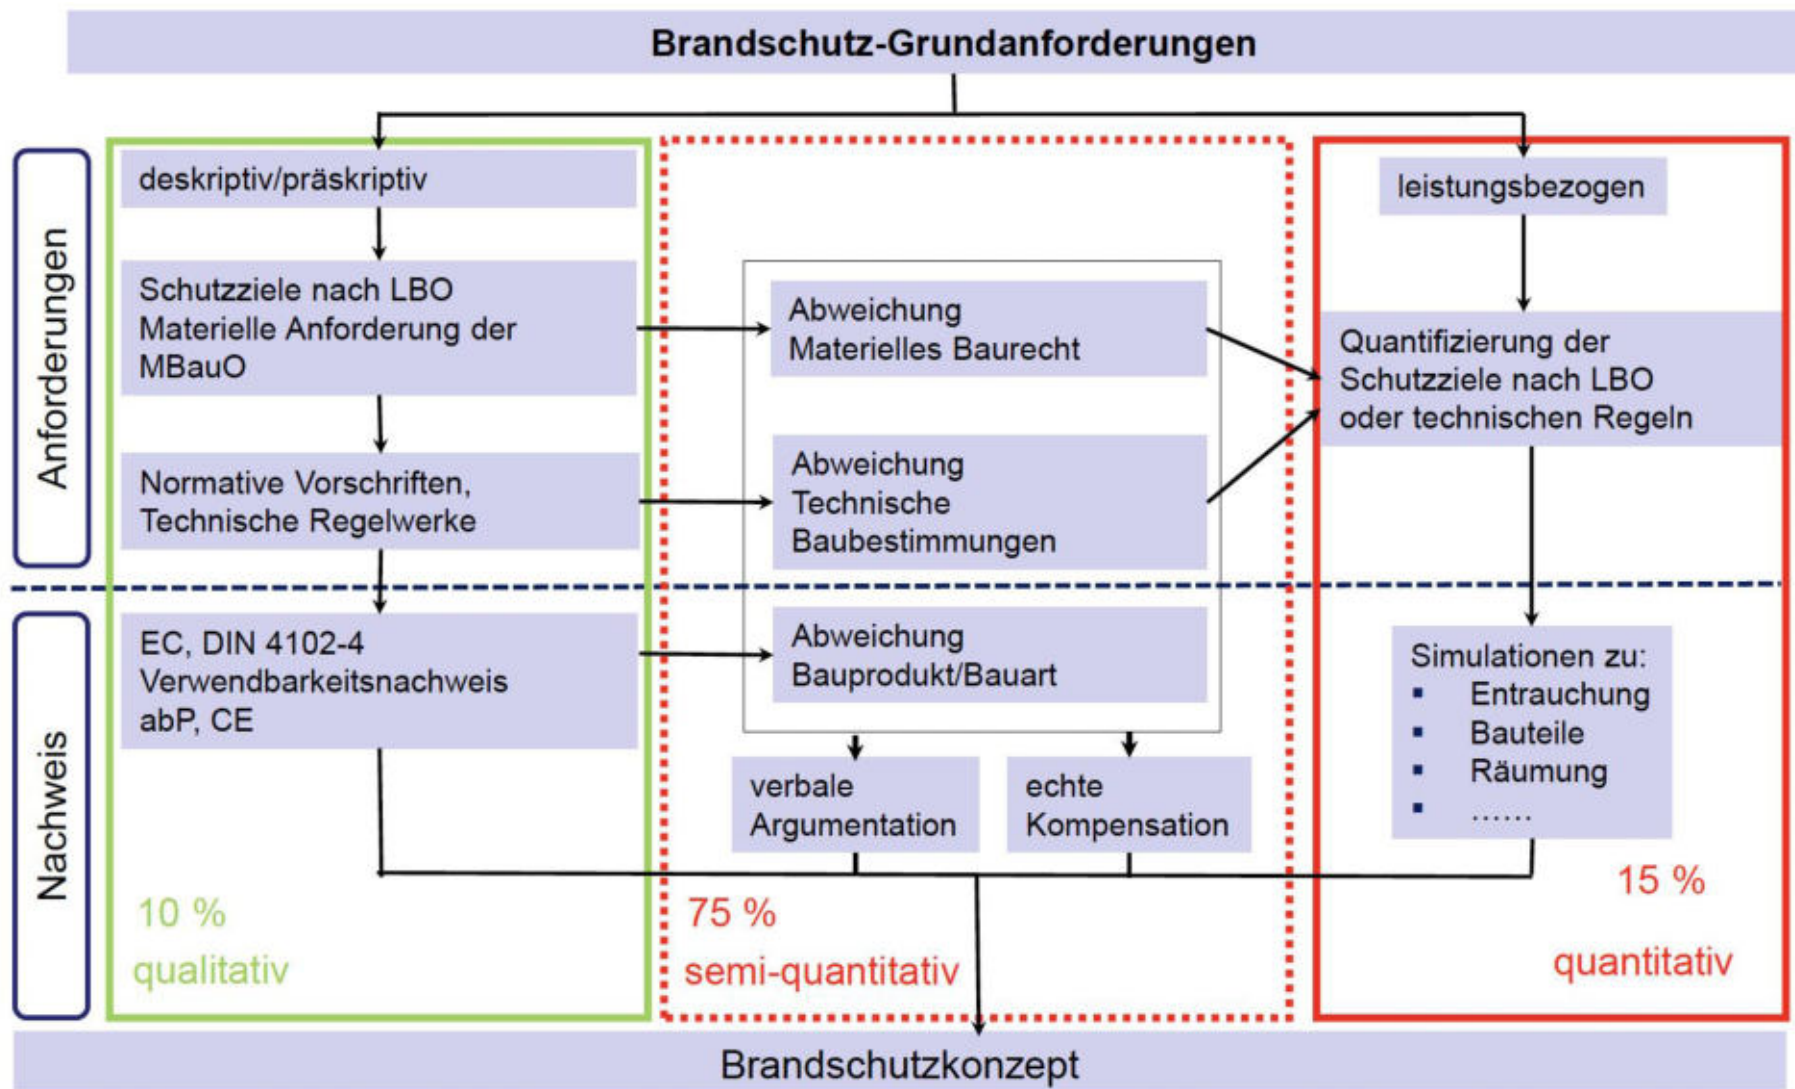 Brandschutz-Grundanforderungen
Anforderungen
deskriptiv/präskriptiv
Schutzziele nach LBO
Materielle Anforderung der
MBauO
Normative Vorschriften,
Technische Regelwerke
Abweichung
Materielles Baurecht
Abweichung
Technische
Baubestimmungen
leistungsbezogen
Quantifizierung der
Schutzziele nach LBO
oder technischen Regeln
Nachweis
EC, DIN 4102-4
Verwendbarkeitsnachweis
abP, CE
Abweichung
Bauprodukt/Bauart
verbale
Argumentation
echte
Kompensation
Simulationen zu:
▪ Entrauchung
▪ Bauteile
▪ Räumung
▪ ......
10 %
qualitativ
75 %
semi-quantitativ
15 %
quantitativ
Brandschutzkonzept